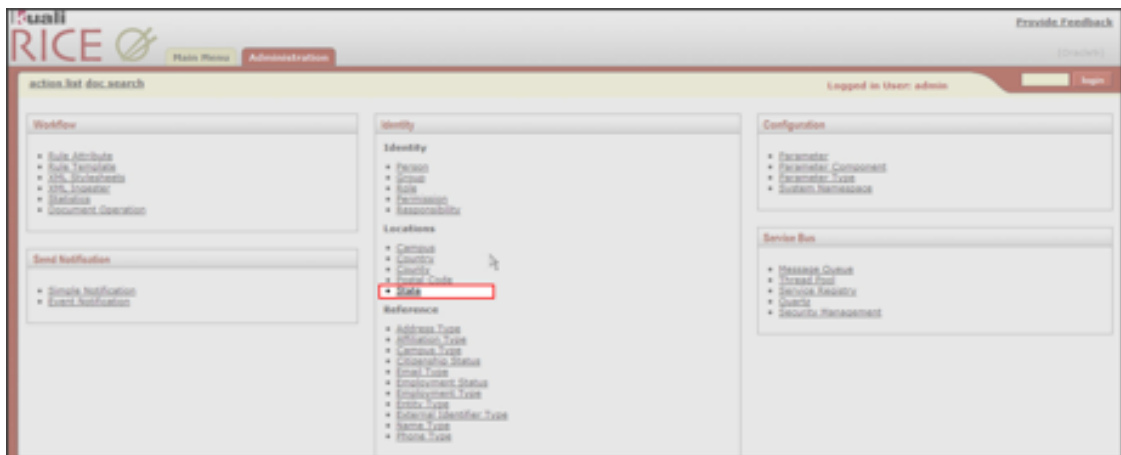 Kuali
RICE
Provide Feedback
Main Menu
Administration
action list doc search
Logged in User: admin
login
Workflow
Rule Attribute
Rule Template
XML Stylesheets
XML Ingester
Statistics
Document Operation
Send Notification
Simple Notification
Event Notification
Identity
Identity
Person
Group
Role
Permission
Responsibility
Locations
Campus
Country
County
Postal Code
State
Reference
Address Type
Affiliation Type
Campus Type
Citizenship Status
Email Type
Employment Status
Employment Type
Entity Type
External Identifier Type
Name Type
Phone Type
Configuration
Parameter
Parameter Component
Parameter Type
System Namespace
Service Bus
Message Queue
Thread Pool
Service Registry
Quartz
Security Management